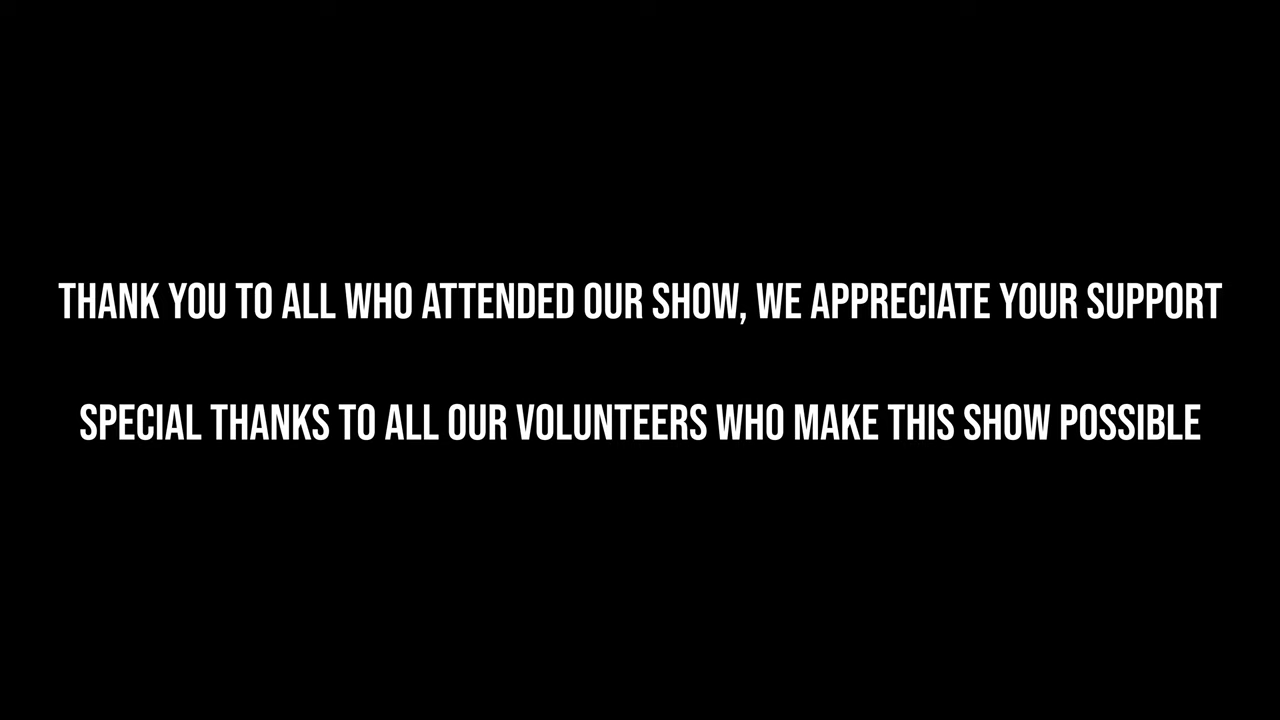 THANK YOU TO ALL WHO ATTENDED OUR SHOW, WE APPRECIATE YOUR SUPPORT
SPECIAL THANKS TO ALL OUR VOLUNTEERS WHO MAKE THIS SHOW POSSIBLE